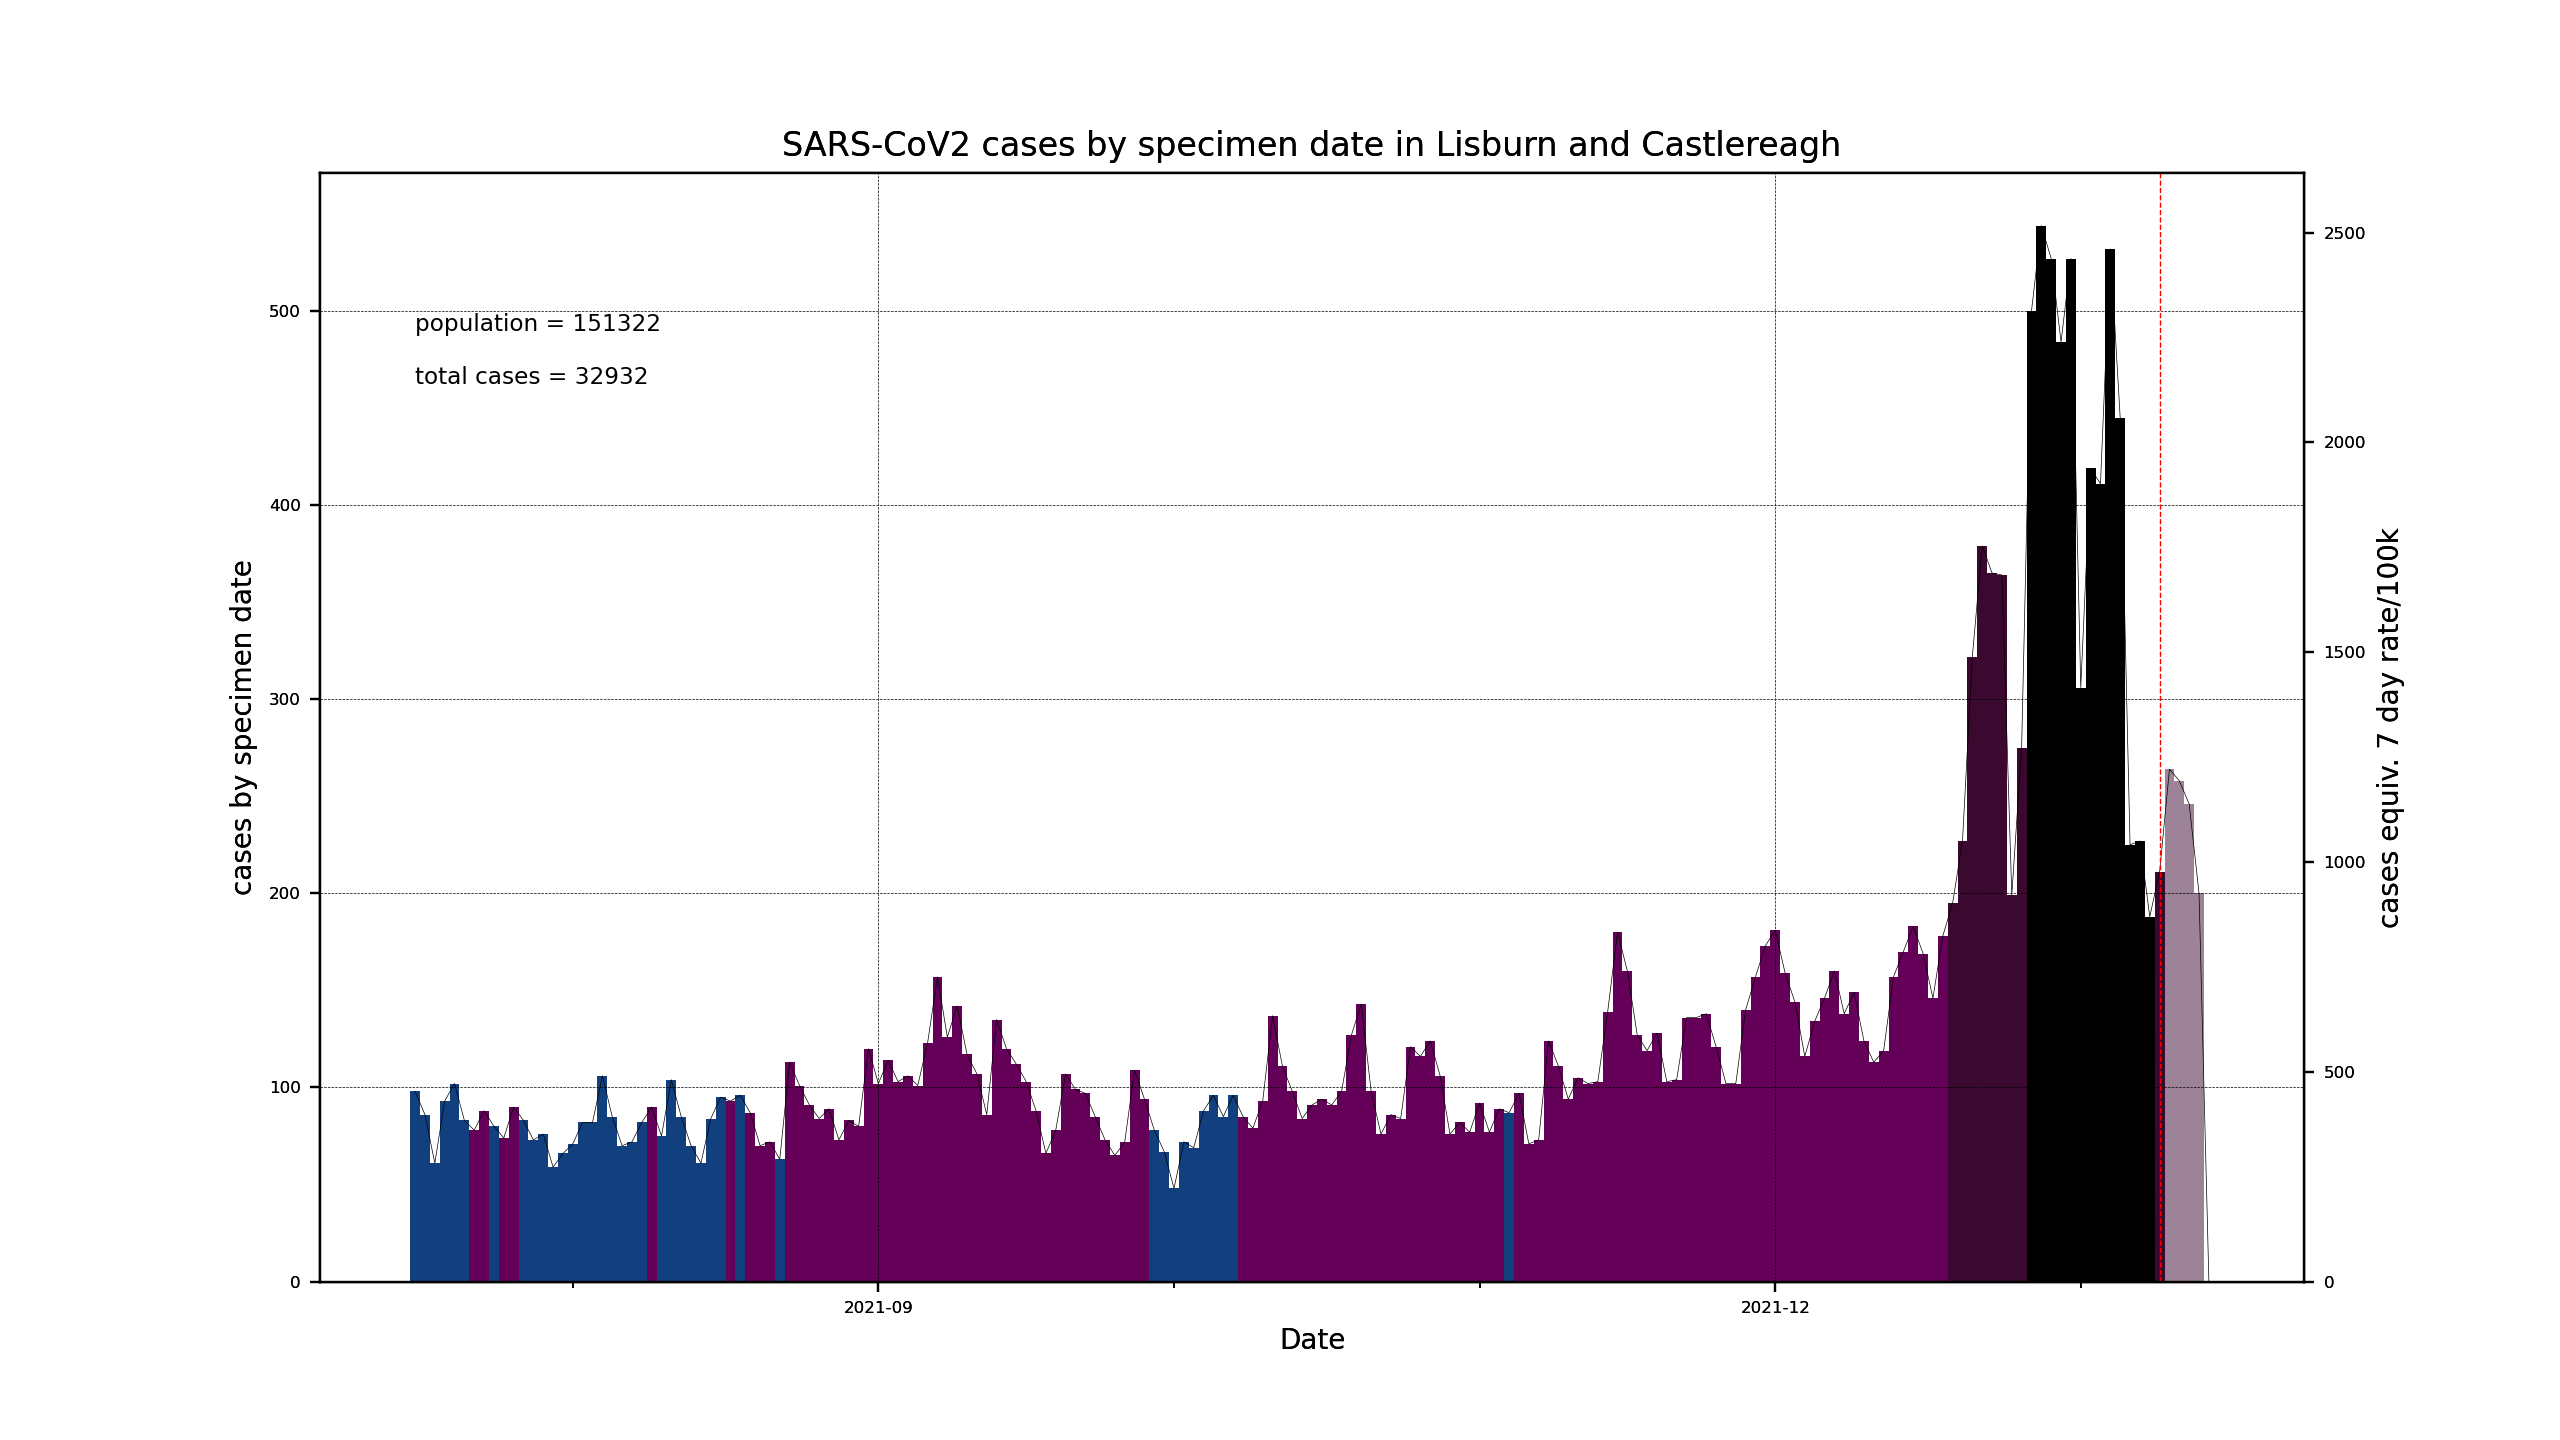 SARS-CoV2 cases by specimen date in Lisburn and Castlereagh
population = 151322
total cases = 32932
cases by specimen date
500
400
300
200
100
0
2500
2000
1500
1000
500
0
cases equiv. 7 day rate/100k
2021-09
2021-12
Date